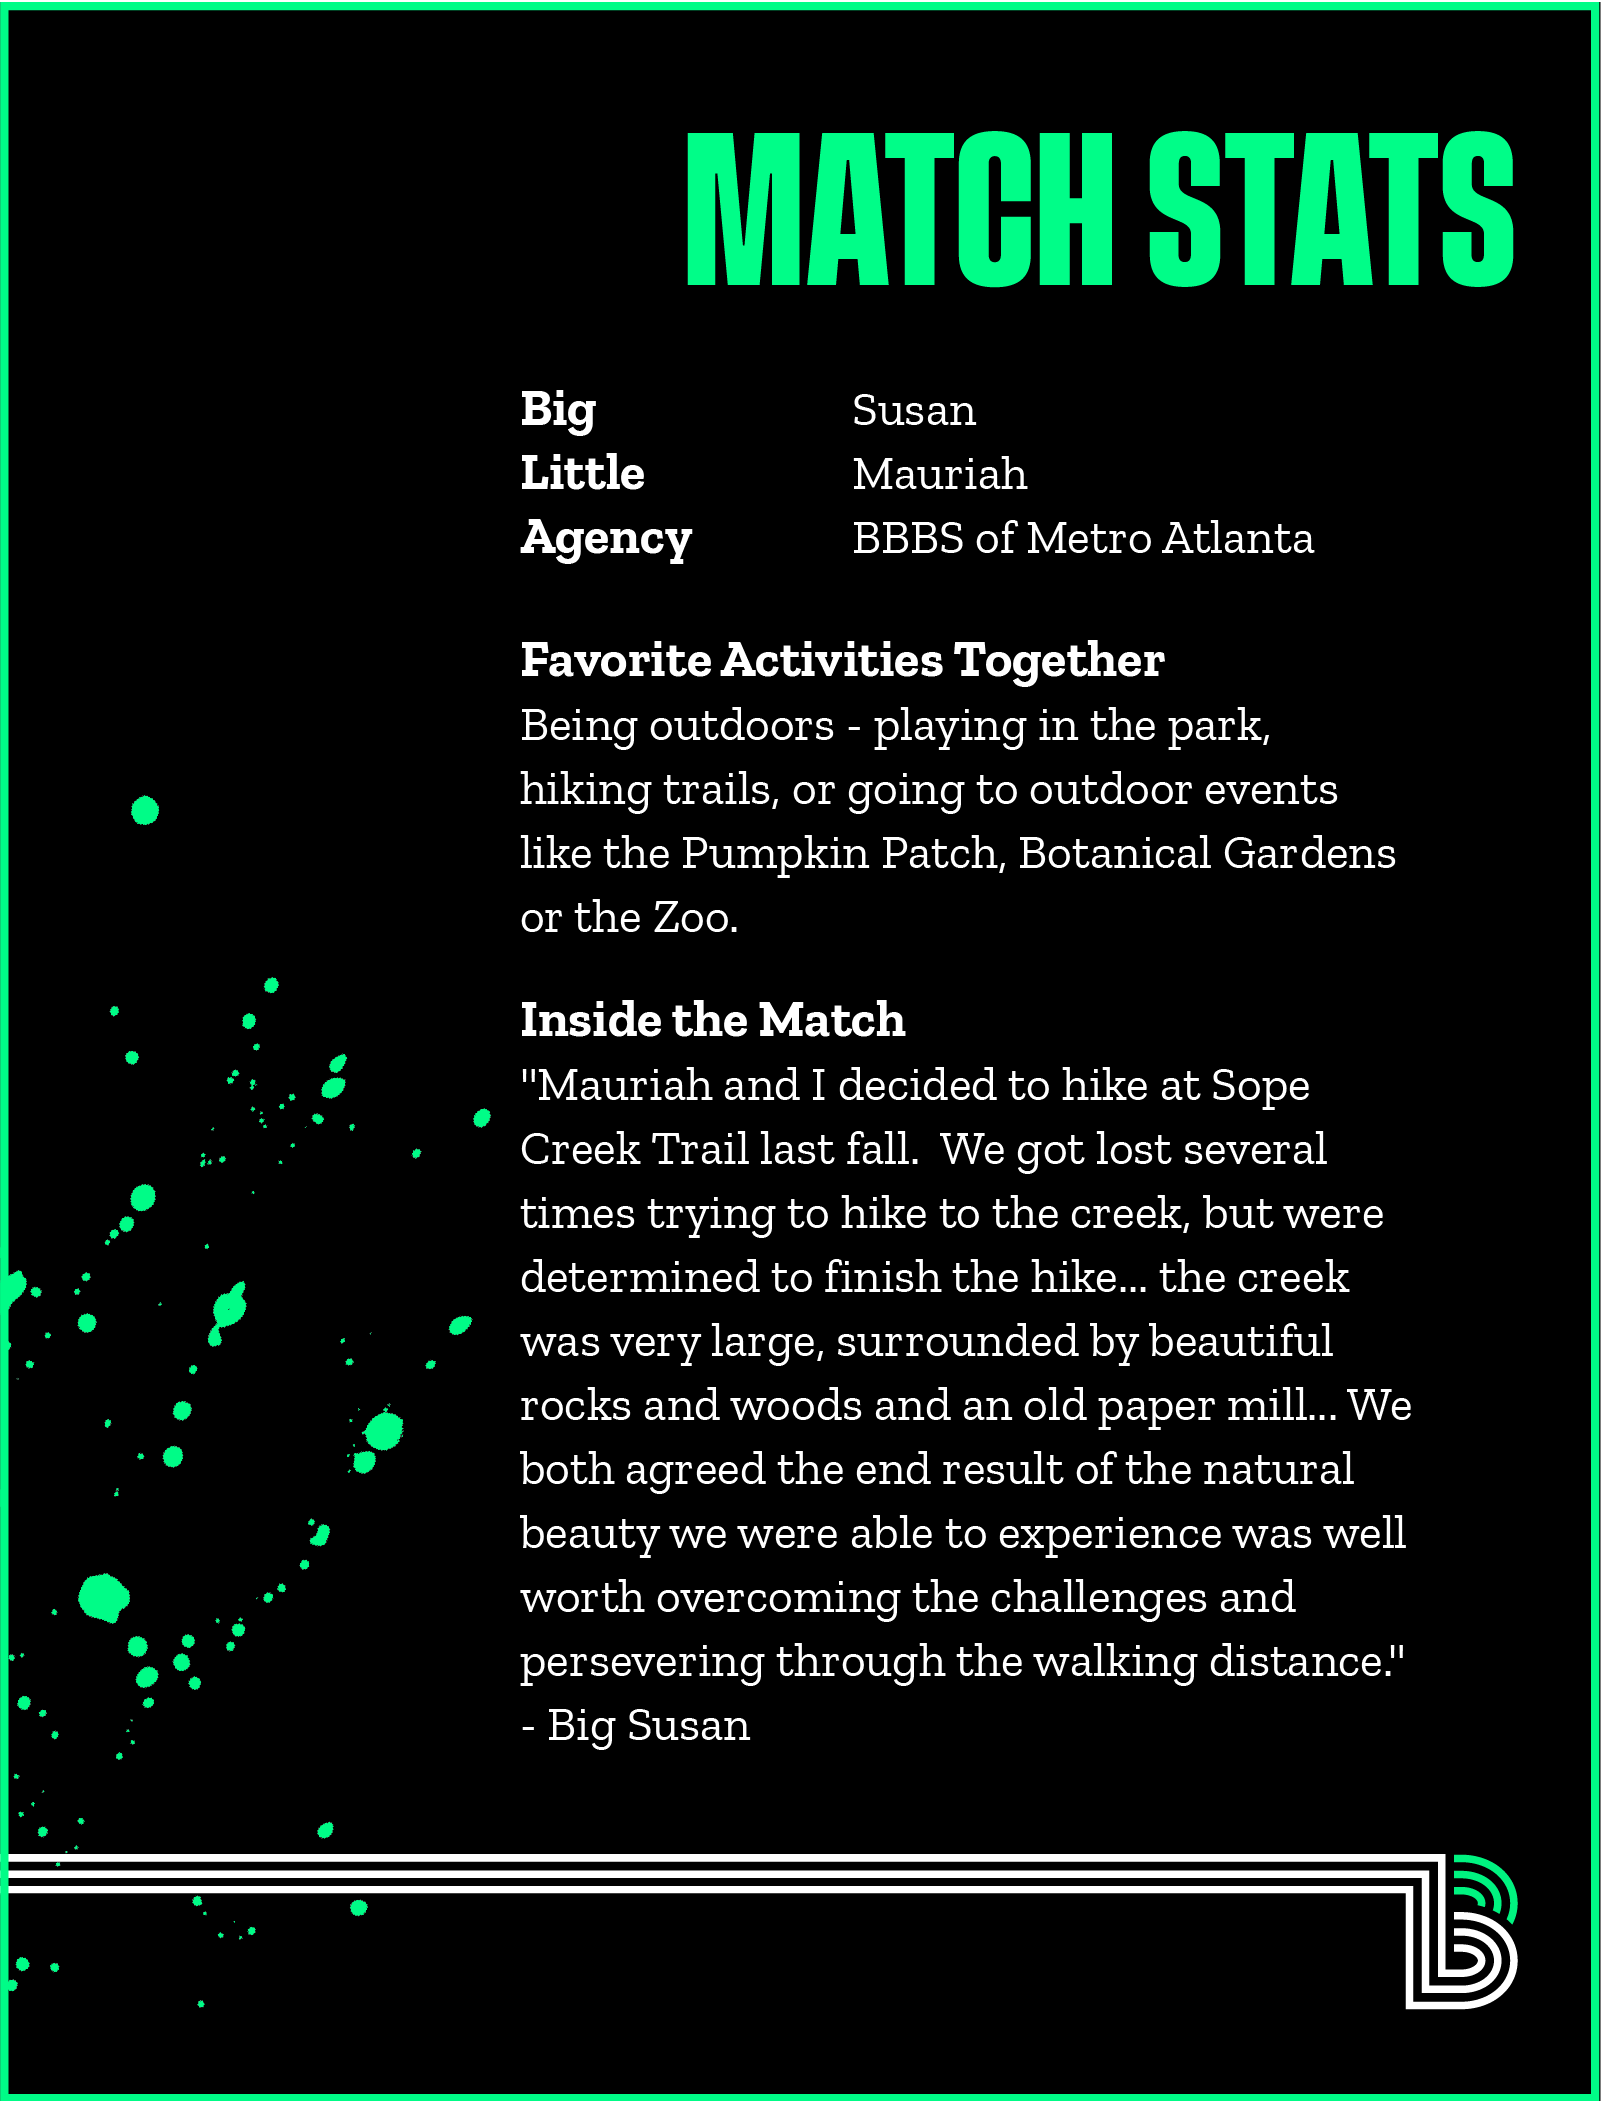 MATCH STATS
Big Susan
Little Mauriah
Agency BBBS of Metro Atlanta
Favorite Activities Together
Being outdoors - playing in the park,
hiking trails, or going to outdoor events
like the Pumpkin Patch, Botanical Gardens
or the Zoo.
Inside the Match
"Mauriah and I decided to hike at Sope
Creek Trail last fall.  We got lost several
times trying to hike to the creek, but were
determined to finish the hike... the creek
was very large, surrounded by beautiful
rocks and woods and an old paper mill... We
both agreed the end result of the natural
beauty we were able to experience was well
worth overcoming the challenges and
persevering through the walking distance."
- Big Susan